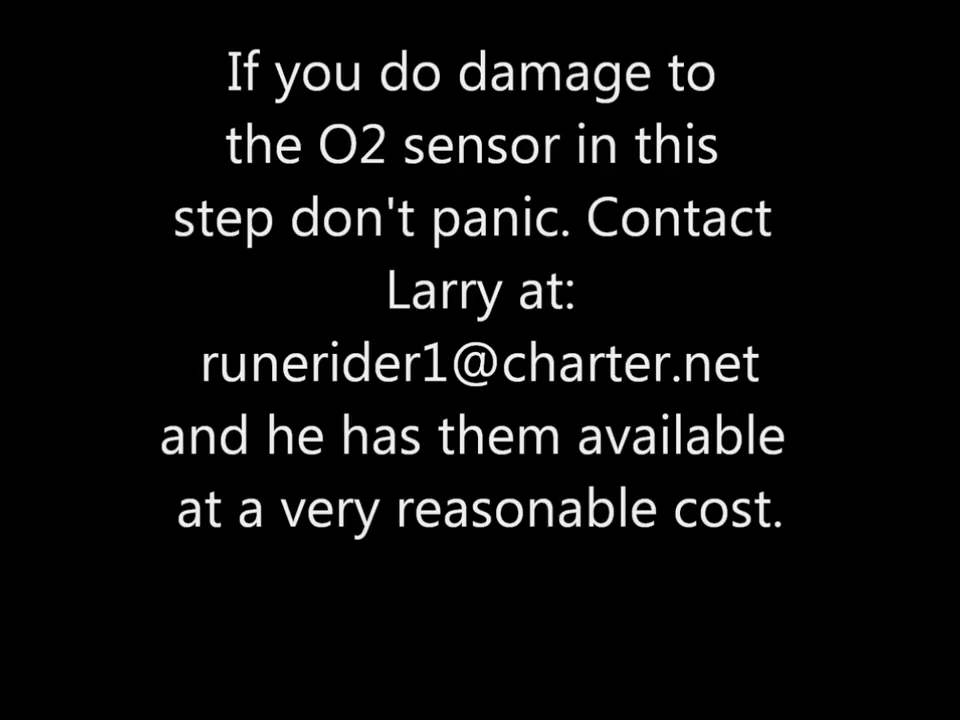 If you do damage to
the O2 sensor in this
step don't panic. Contact
Larry at:
runerider1@charter.net
and he has them available
at a very reasonable cost.